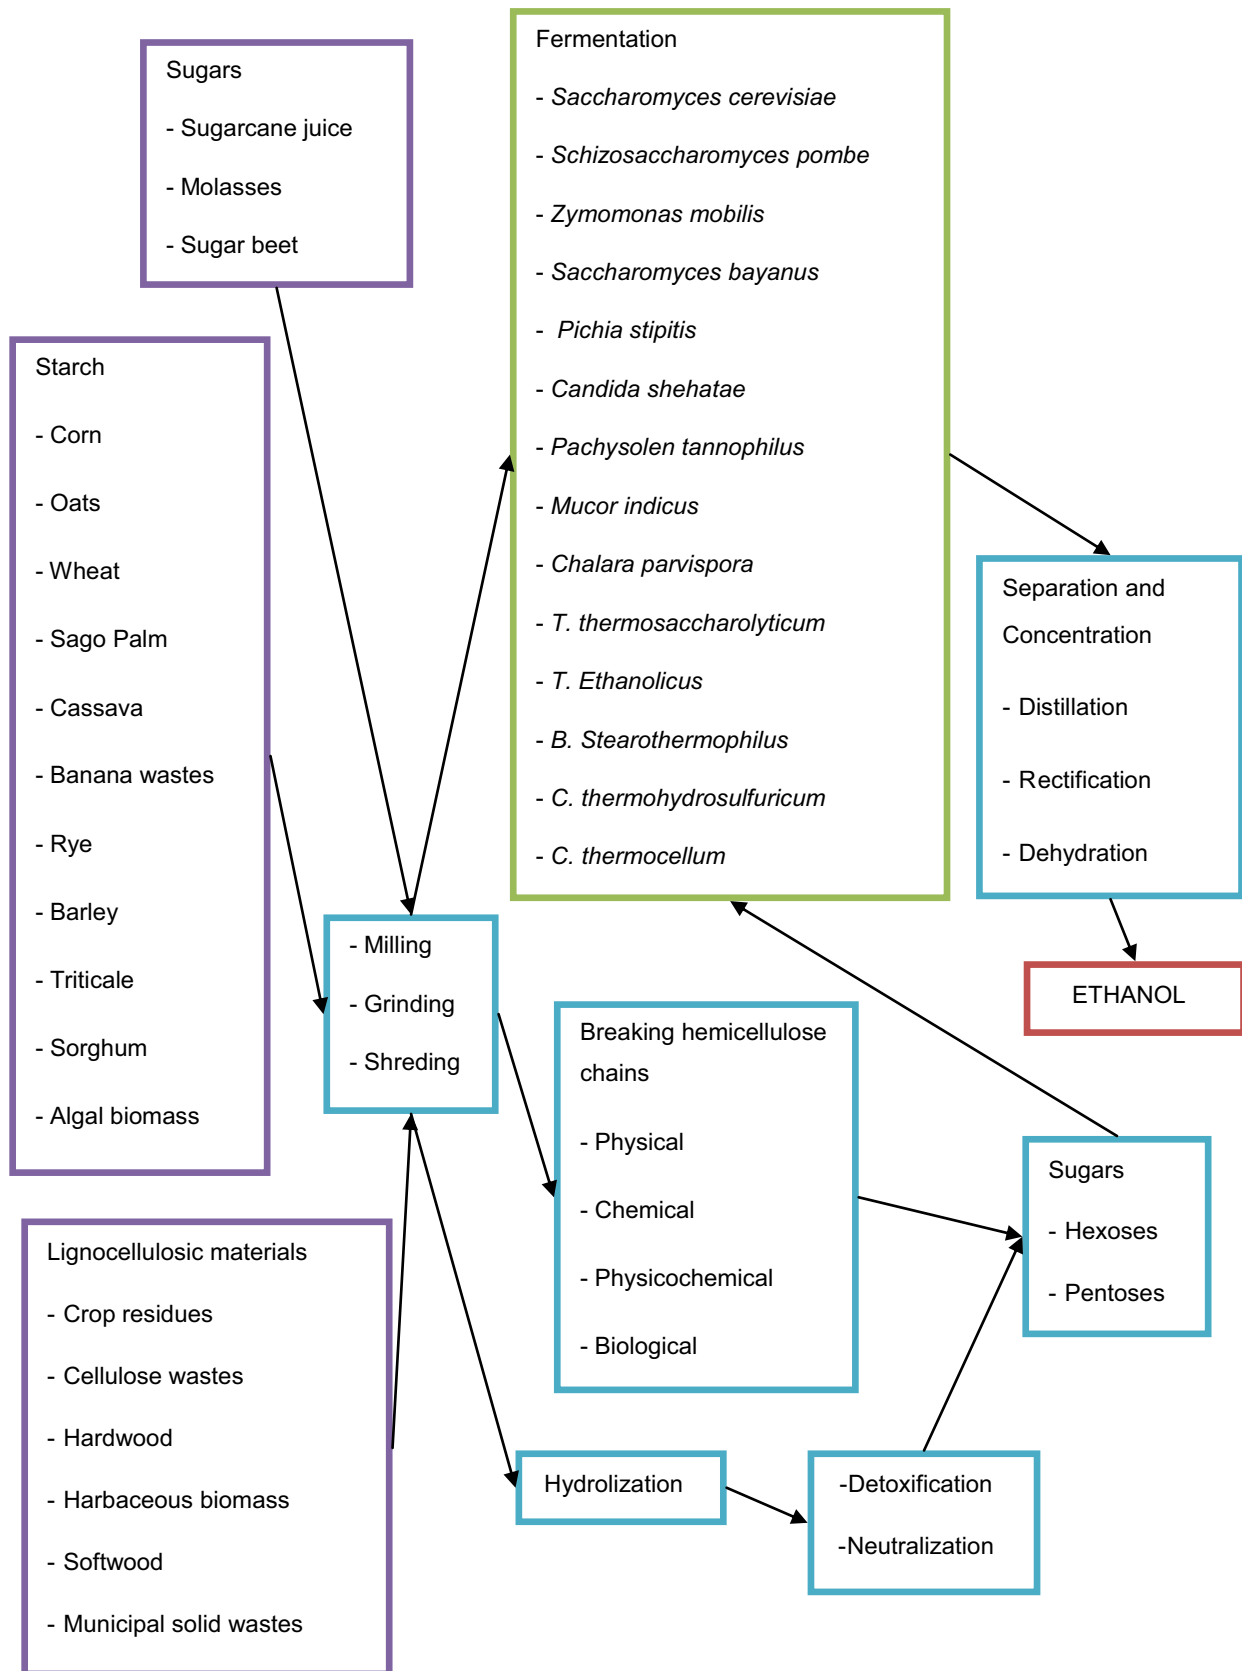 Sugars
- Sugarcane juice
- Molasses
- Sugar beet
Fermentation
- Saccharomyces cerevisiae
- Schizosaccharomyces pombe
- Zymomonas mobilis
- Saccharomyces bayanus
- Pichia stipitis
- Candida shehatae
- Pachysolen tannophilus
- Mucor indicus
- Chalara parvispora
- T. thermosaccharolyticum
- T. Ethanolicus
- B. Stearothermophilus
- C. thermohydrosulfuricum
- C. thermocellum
Starch
- Corn
- Oats
- Wheat
- Sago Palm
- Cassava
- Banana wastes
- Rye
- Barley
- Triticale
- Sorghum
- Algal biomass
Separation and
Concentration
- Distillation
- Rectification
- Dehydration
- Milling
- Grinding
- Shreding
ETHANOL
Breaking hemicellulose
chains
- Physical
- Chemical
- Physicochemical
- Biological
Sugars
- Hexoses
- Pentoses
Lignocellulosic materials
- Crop residues
- Cellulose wastes
- Hardwood
- Harbaceous biomass
- Softwood
- Municipal solid wastes
Hydrolization
-Detoxification
-Neutralization